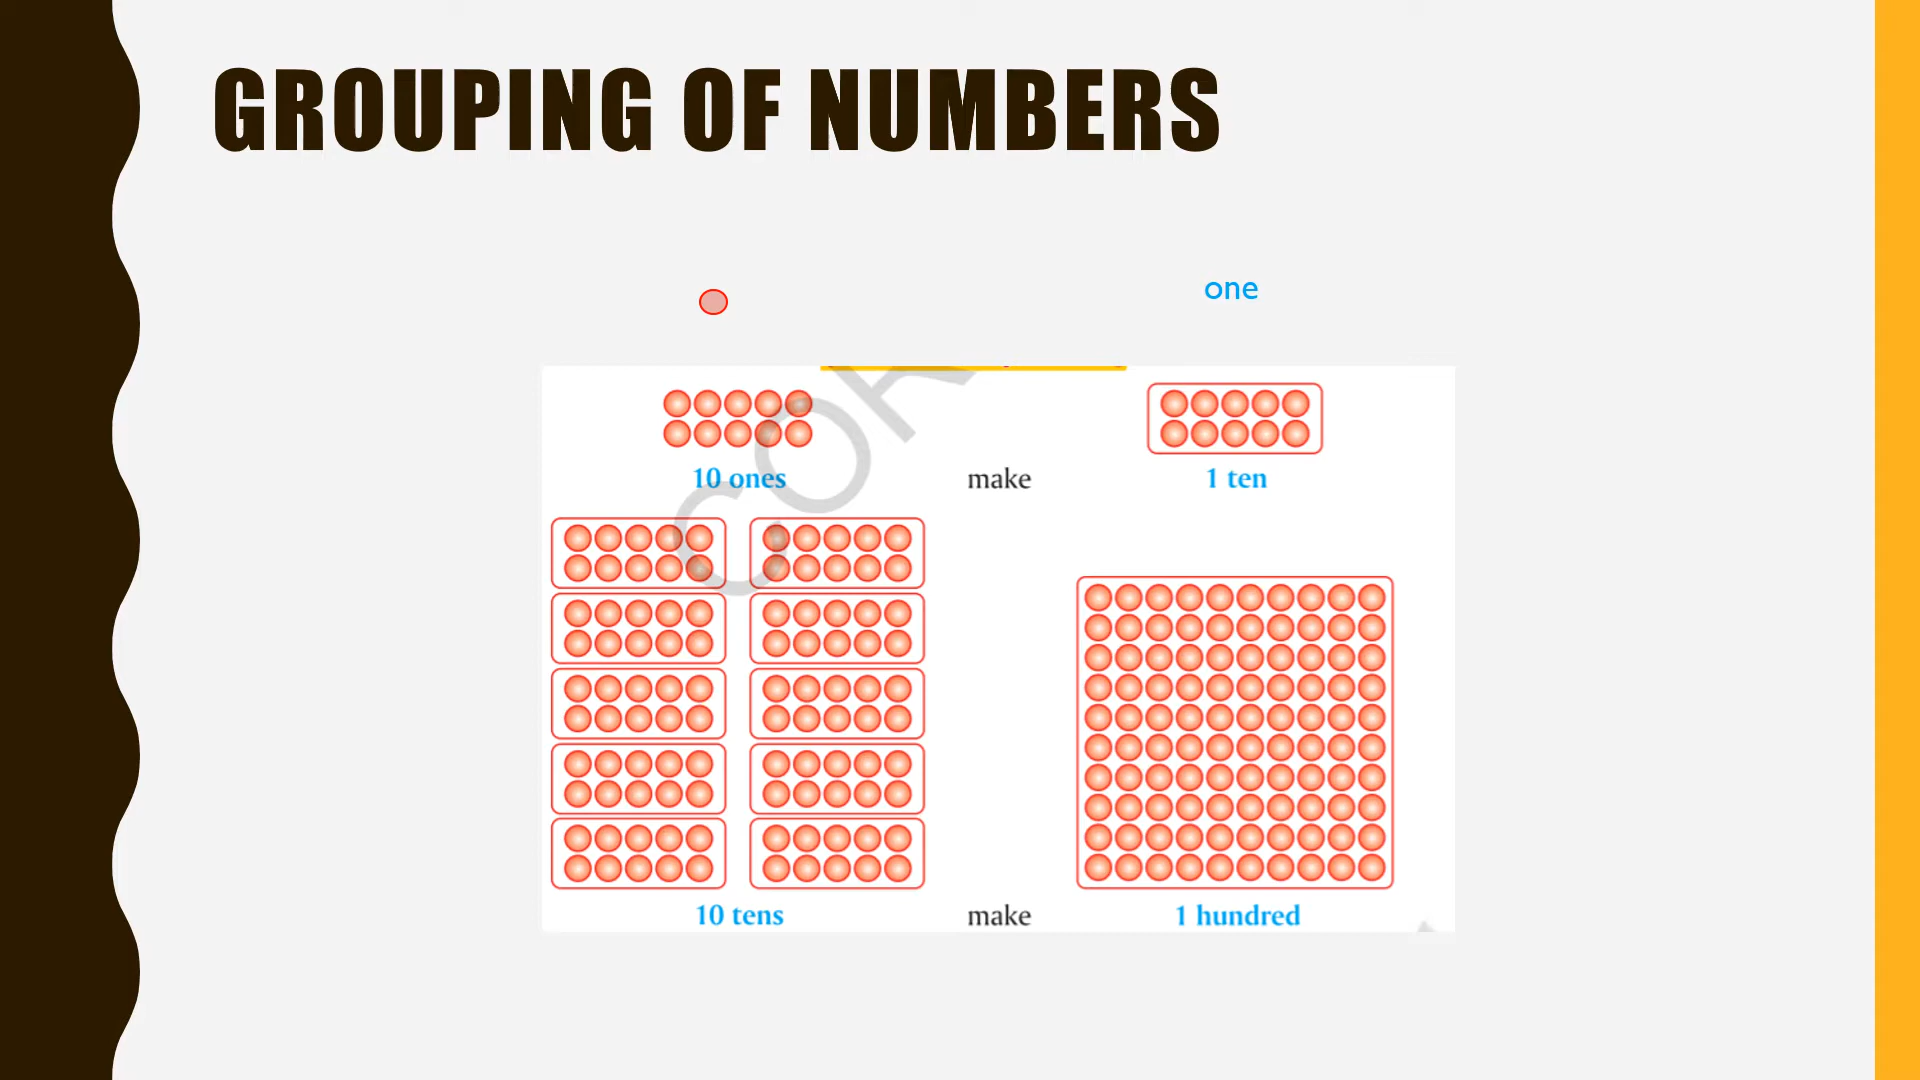 GROUPING OF NUMBERS
one
10 ones make 1 ten
10 tens make 1 hundred